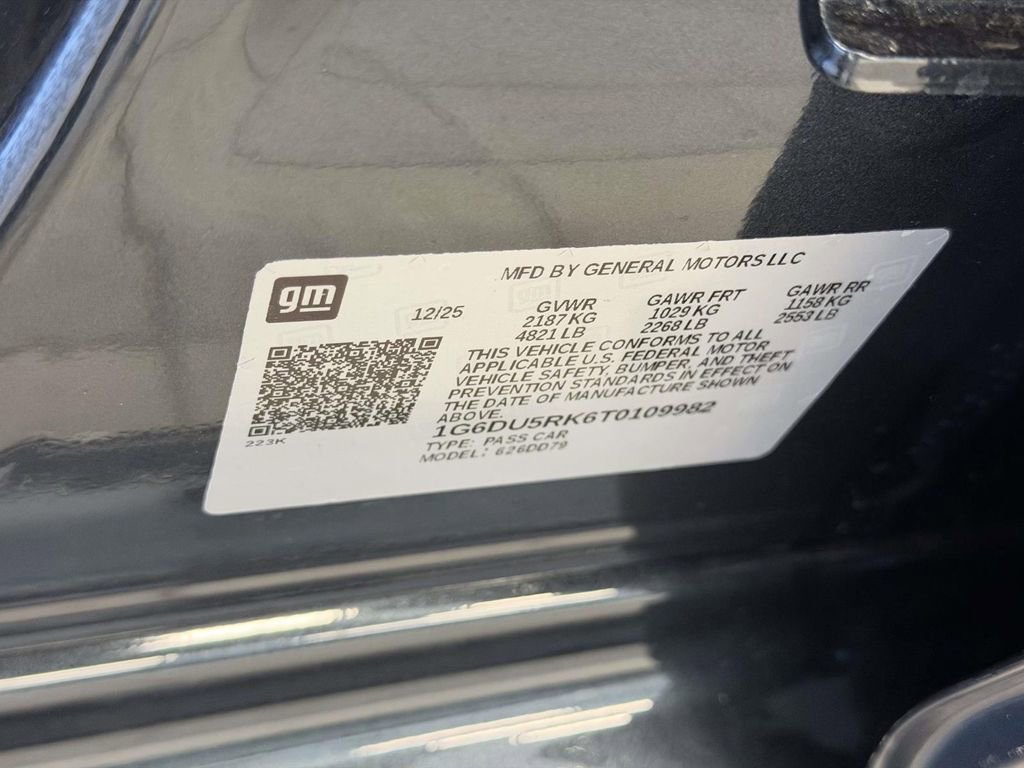 gm
MFD BY GENERAL MOTORS LLC
12/25 GVWR GAWR FRT GAWR RR
2187 KG 1029 KG 1158 KG
4821 LB 2268 LB 2553 LB
THIS VEHICLE CONFORMS TO ALL
APPLICABLE U.S. FEDERAL MOTOR
VEHICLE SAFETY, BUMPER, AND THEFT
PREVENTION STANDARDS IN EFFECT ON
THE DATE OF MANUFACTURE SHOWN
ABOVE.
1G6DU5RK6T0109982
TYPE: PASS CAR
MODEL: 626DD79
223K